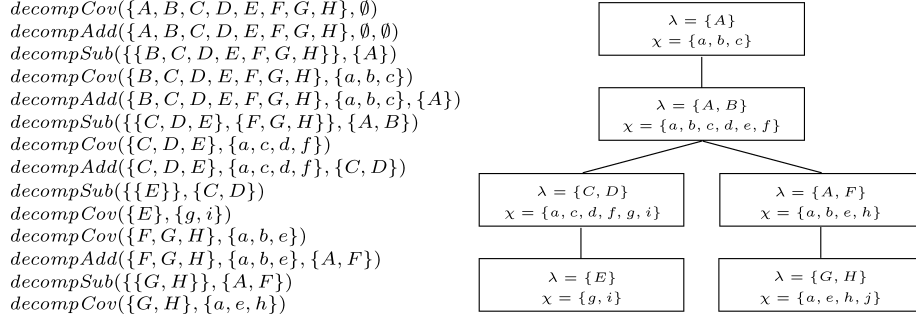 decompCov({A, B, C, D, E, F, G, H}, ∅)
decompAdd({A, B, C, D, E, F, G, H}, ∅, ∅)
decompSub({{B, C, D, E, F, G, H}}, {A})
decompCov({B, C, D, E, F, G, H}, {a, b, c})
decompAdd({B, C, D, E, F, G, H}, {a, b, c}, {A})
decompSub({{C, D, E}, {F, G, H}}, {A, B})
decompCov({C, D, E}, {a, c, d, f})
decompAdd({C, D, E}, {a, c, d, f}, {C, D})
decompSub({{E}}, {C, D})
decompCov({E}, {g, i})
decompCov({F, G, H}, {a, b, e})
decompAdd({F, G, H}, {a, b, e}, {A, F})
decompSub({{G, H}}, {A, F})
decompCov({G, H}, {a, e, h})
λ = {A}
χ = {a, b, c}
λ = {A, B}
χ = {a, b, c, d, e, f}
λ = {C, D}
χ = {a, c, d, f, g, i}
λ = {A, F}
χ = {a, b, e, h}
λ = {E}
χ = {g, i}
λ = {G, H}
χ = {a, e, h, j}